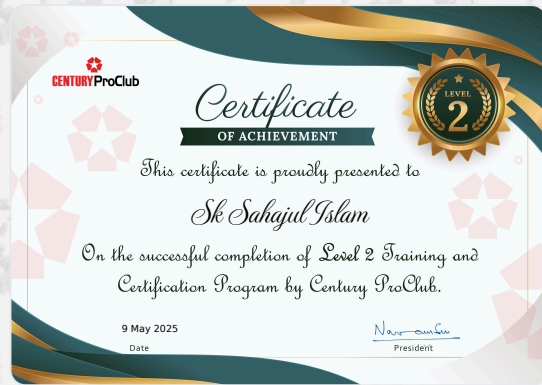 CENTURY ProClub
LEVEL
2
Certificate
OF ACHIEVEMENT
This certificate is proudly presented to
Sk Sahajul Islam
On the successful completion of Level 2 Training and
Certification Program by Century ProClub.
9 May 2025
Date
President